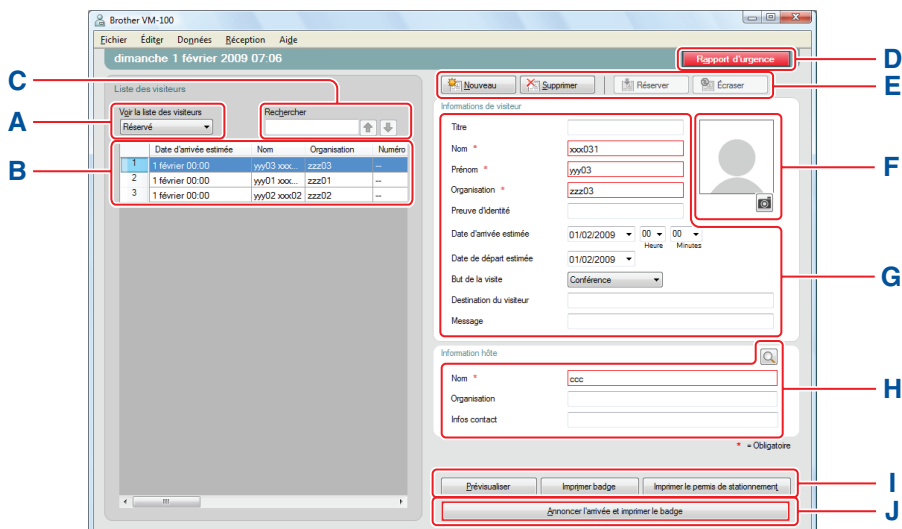 Brother VM-100
Fichier Éditer Données Réception Aide
dimanche 1 février 2009 07:06
Rapport d'urgence
D
C
Liste des visiteurs
Nouveau Supprimer Réserver Écraser
E
A
Voir la liste des visiteurs
Réservé
Rechercher
B
Date d'arrivée estimée Nom Organisation Numéro
1 1 février 00:00 yyy03 xxx... zzz03 --
2 1 février 00:00 yyy01 xxx... zzz01 --
3 1 février 00:00 yyy02 xxx02 zzz02 --
Informations de visiteur
Titre
Nom * xxx031
Prénom * yyy03
Organisation * zzz03
Preuve d'identité
F
Date d'arrivée estimée 01/02/2009 00 00
Heure Minutes
Date de départ estimée 01/02/2009
But de la visite Conférence
G
Destination du visiteur
Message
Information hôte
Nom * ccc
H
Organisation
Infos contact
* = Obligatoire
Prévisualiser Imprimer badge Imprimer le permis de stationnement
I
Annoncer l'arrivée et imprimer le badge
J